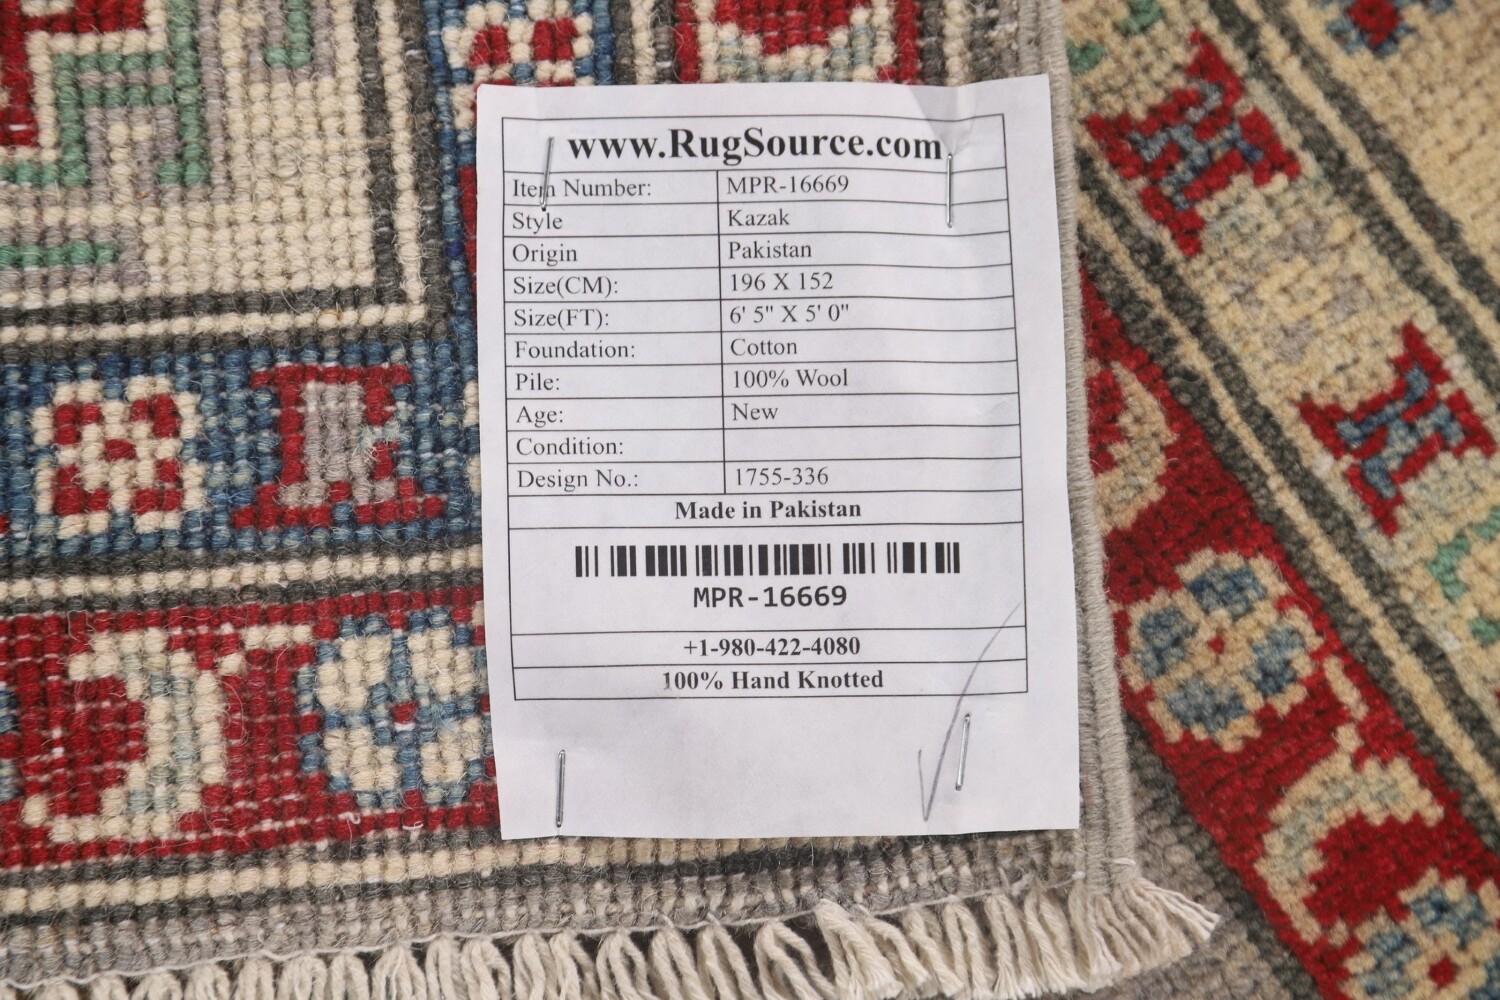 www.RugSource.com
Item Number: MPR-16669
Style Kazak
Origin Pakistan
Size(CM): 196 X 152
Size(FT): 6' 5" X 5' 0"
Foundation: Cotton
Pile: 100% Wool
Age: New
Condition:
Design No.: 1755-336
Made in Pakistan
MPR-16669
+1-980-422-4080
100% Hand Knotted